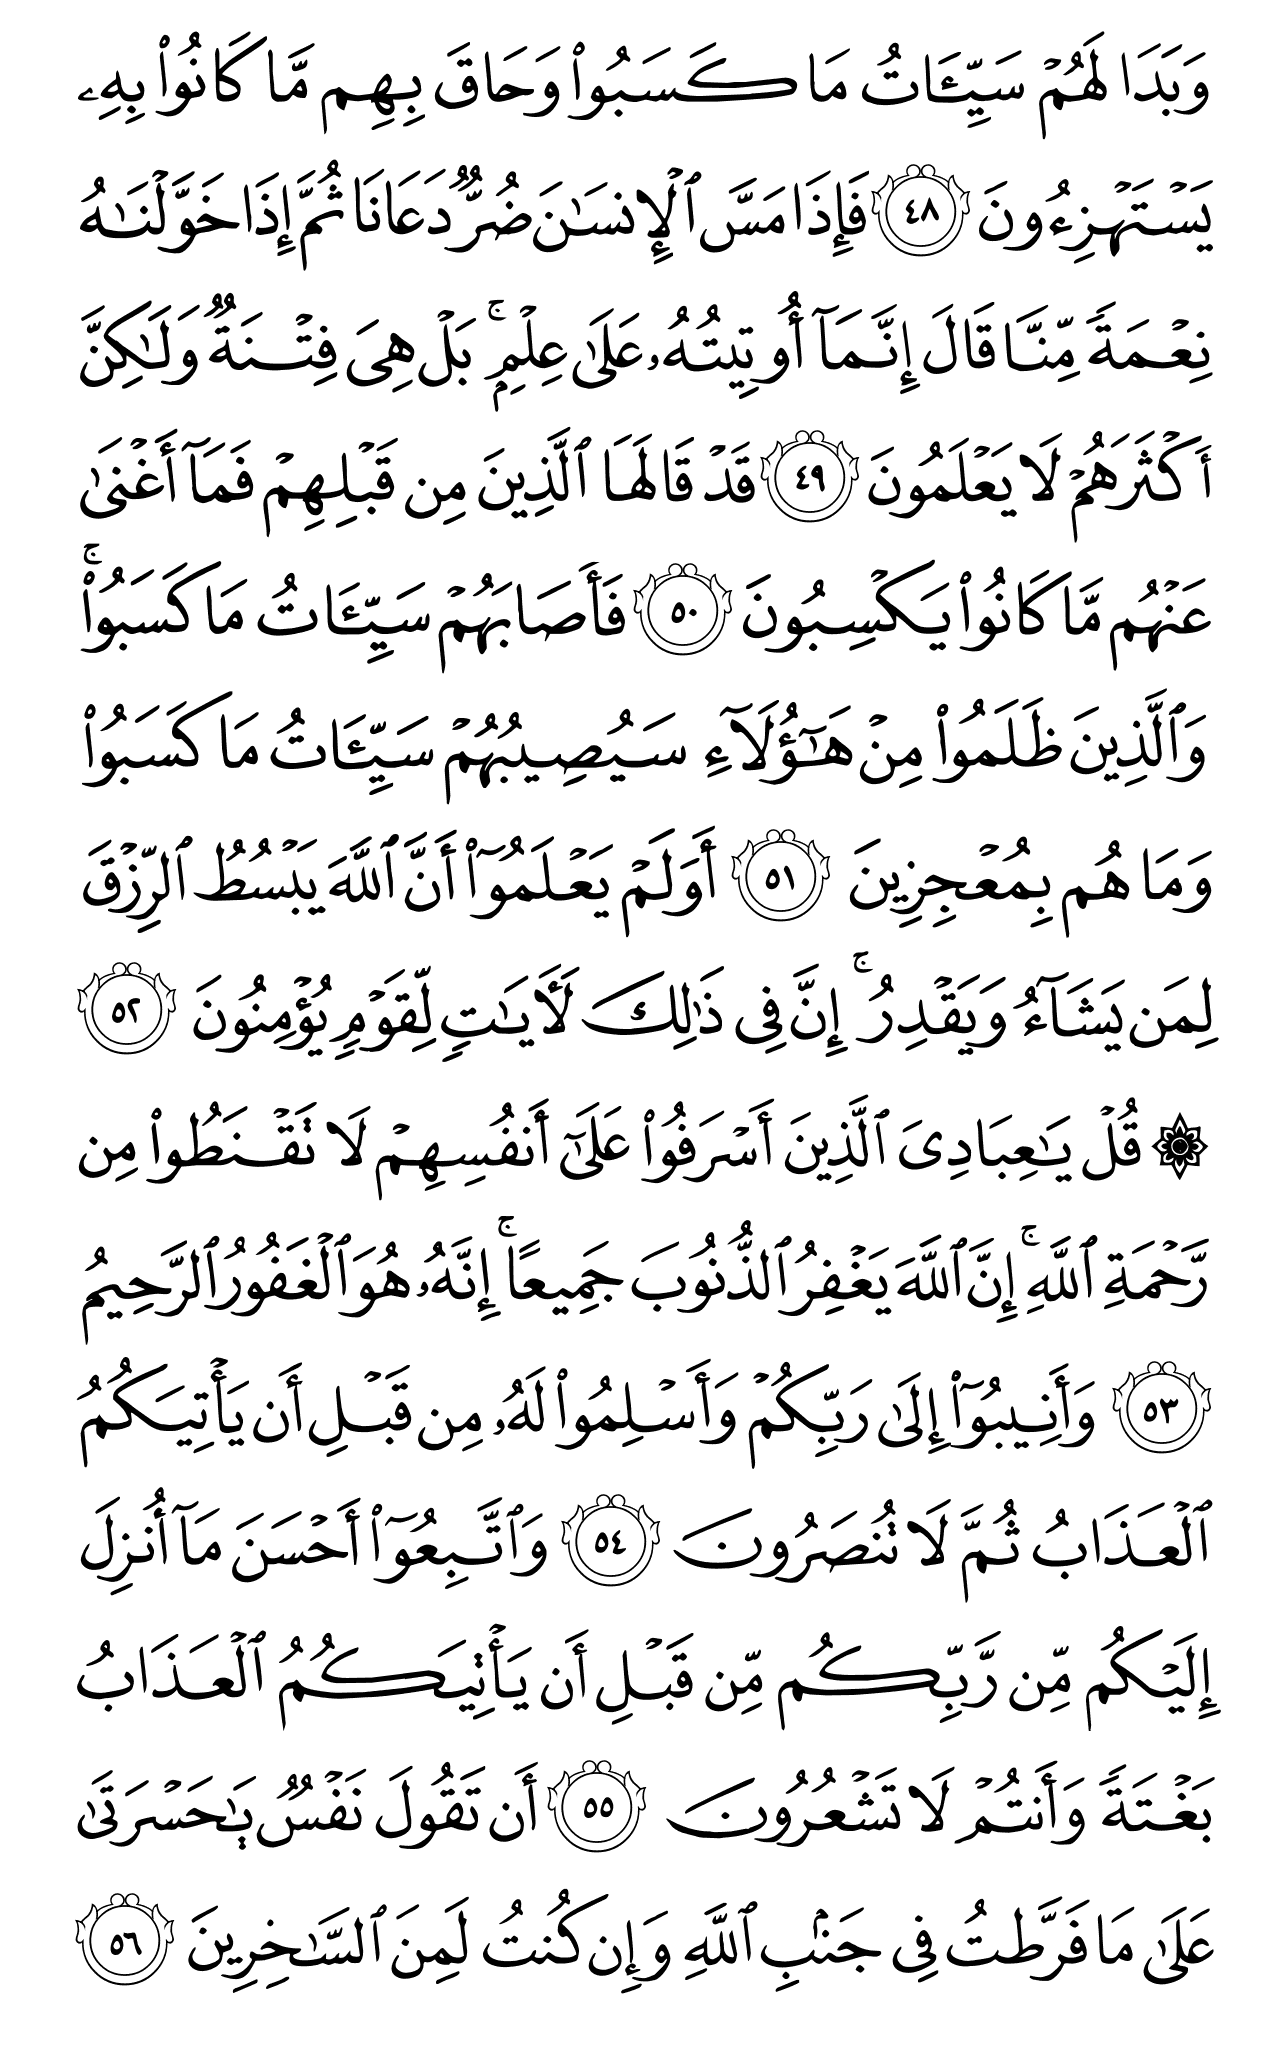 وَبَدَا لَهُمۡ سَيِّـَٔاتُ مَا كَسَبُواْ وَحَاقَ بِهِم مَّا كَانُواْ بِهِۦ
يَسۡتَهۡزِءُونَ ٤٨ فَإِذَا مَسَّ ٱلۡإِنسَٰنَ ضُرّٞ دَعَانَا ثُمَّ إِذَا خَوَّلۡنَٰهُ
نِعۡمَةٗ مِّنَّا قَالَ إِنَّمَآ أُوتِيتُهُۥ عَلَىٰ عِلۡمِۭۚ بَلۡ هِيَ فِتۡنَةٞ وَلَٰكِنَّ
أَكۡثَرَهُمۡ لَا يَعۡلَمُونَ ٤٩ قَدۡ قَالَهَا ٱلَّذِينَ مِن قَبۡلِهِمۡ فَمَآ أَغۡنَىٰ
عَنۡهُم مَّا كَانُواْ يَكۡسِبُونَ ٥٠ فَأَصَابَهُمۡ سَيِّـَٔاتُ مَا كَسَبُواْۚ
وَٱلَّذِينَ ظَلَمُواْ مِنۡ هَٰٓؤُلَآءِ سَيُصِيبُهُمۡ سَيِّـَٔاتُ مَا كَسَبُواْ
وَمَا هُم بِمُعۡجِزِينَ ٥١ أَوَلَمۡ يَعۡلَمُوٓاْ أَنَّ ٱللَّهَ يَبۡسُطُ ٱلرِّزۡقَ
لِمَن يَشَآءُ وَيَقۡدِرُۚ إِنَّ فِي ذَٰلِكَ لَأٓيَٰتٖ لِّقَوۡمٖ يُؤۡمِنُونَ ٥٢
۞ قُلۡ يَٰعِبَادِيَ ٱلَّذِينَ أَسۡرَفُواْ عَلَىٰٓ أَنفُسِهِمۡ لَا تَقۡنَطُواْ مِن
رَّحۡمَةِ ٱللَّهِۚ إِنَّ ٱللَّهَ يَغۡفِرُ ٱلذُّنُوبَ جَمِيعًاۚ إِنَّهُۥ هُوَ ٱلۡغَفُورُ ٱلرَّحِيمُ
٥٣ وَأَنِيبُوٓاْ إِلَىٰ رَبِّكُمۡ وَأَسۡلِمُواْ لَهُۥ مِن قَبۡلِ أَن يَأۡتِيَكُمُ
ٱلۡعَذَابُ ثُمَّ لَا تُنصَرُونَ ٥٤ وَٱتَّبِعُوٓاْ أَحۡسَنَ مَآ أُنزِلَ
إِلَيۡكُم مِّن رَّبِّكُم مِّن قَبۡلِ أَن يَأۡتِيَكُمُ ٱلۡعَذَابُ
بَغۡتَةٗ وَأَنتُمۡ لَا تَشۡعُرُونَ ٥٥ أَن تَقُولَ نَفۡسٞ يَٰحَسۡرَتَىٰ
عَلَىٰ مَا فَرَّطتُ فِي جَنۢبِ ٱللَّهِ وَإِن كُنتُ لَمِنَ ٱلسَّٰخِرِينَ ٥٦